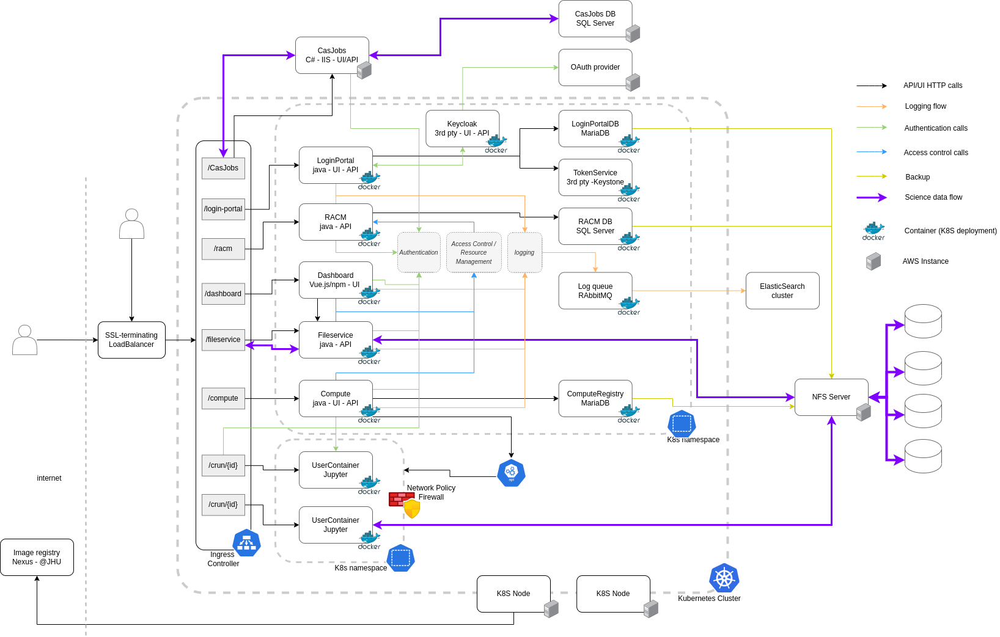 CasJobs DB
SQL Server
CasJobs
C# - IIS - UI/API
OAuth provider
API/UI HTTP calls
Logging flow
Authentication calls
Access control calls
Backup
Science data flow
docker
Container (K8S deployment)
AWS Instance
Keycloak
3rd pty - UI - API
docker
LoginPortalDB
MariaDB
docker
/CasJobs
LoginPortal
java - UI - API
docker
TokenService
3rd pty -Keystone
docker
/login-portal
RACM
java - API
docker
RACM DB
SQL Server
docker
/racm
Authentication
Access Control /
Resource
Management
logging
Dashboard
Vue.js/npm - UI
docker
Log queue
RAbbitMQ
docker
ElasticSearch
cluster
/dashboard
SSL-terminating
LoadBalancer
/fileservice
Fileservice
java - API
docker
/compute
Compute
java - UI - API
docker
ComputeRegistry
MariaDB
docker
NFS Server
K8s namespace
/crun/{id}
UserContainer
Jupyter
docker
api
internet
Network Policy
Firewall
/crun/{id}
UserContainer
Jupyter
docker
Image registry
Nexus - @JHU
Ingress
Controller
K8s namespace
K8S Node
K8S Node
Kubernetes Cluster